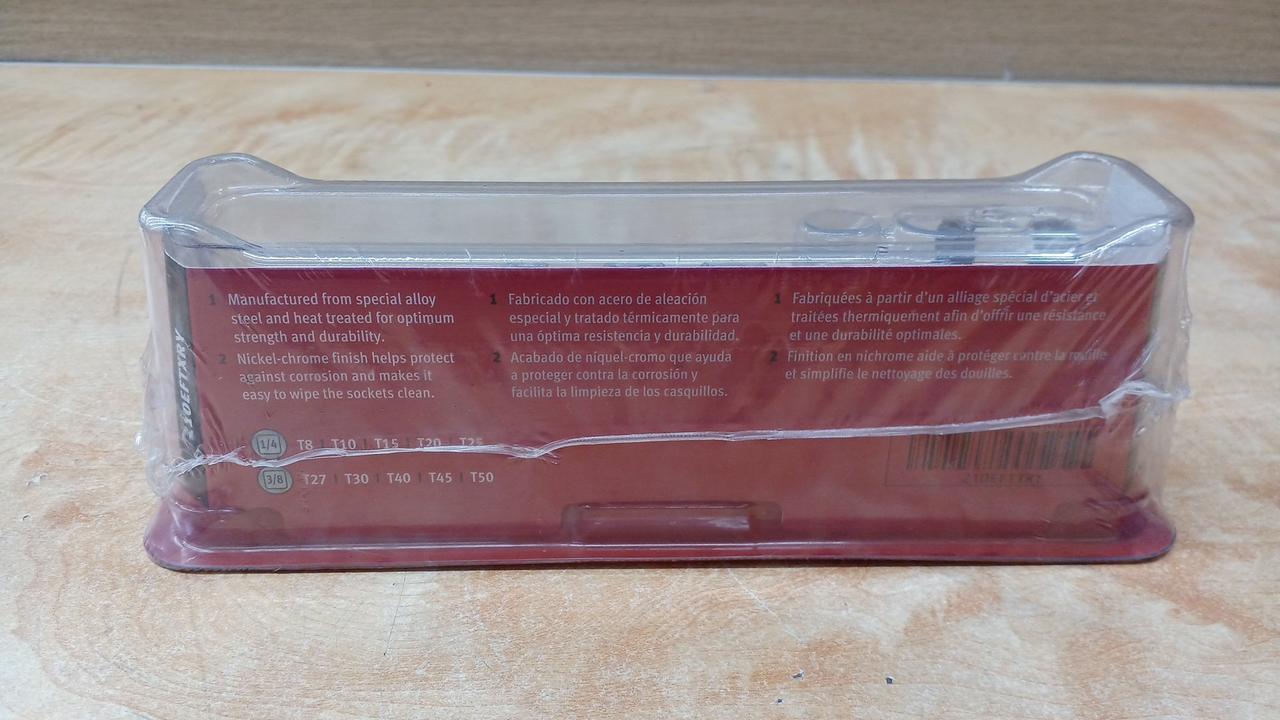 1 Manufactured from special alloy
steel and heat treated for optimum
strength and durability.
2 Nickel-chrome finish helps protect
against corrosion and makes it
easy to wipe the sockets clean.
1 Fabricado con acero de aleación
especial y tratado térmicamente para
una óptima resistencia y durabilidad.
2 Acabado de níquel-cromo que ayuda
a proteger contra la corrosión y
facilita la limpieza de los casquillos.
1 Fabriquées à partir d'un alliage spécial d'acier et
traitées thermiquement afin d'offrir une résistance
et une durabilité optimales.
2 Finition en nichrome aide à protéger contre la rouille
et simplifie le nettoyage des douilles.
1/4 T8 | T10 | T15 | T20 | T25
3/8 T27 | T30 | T40 | T45 | T50
210EFTXRY
210EFTXRY